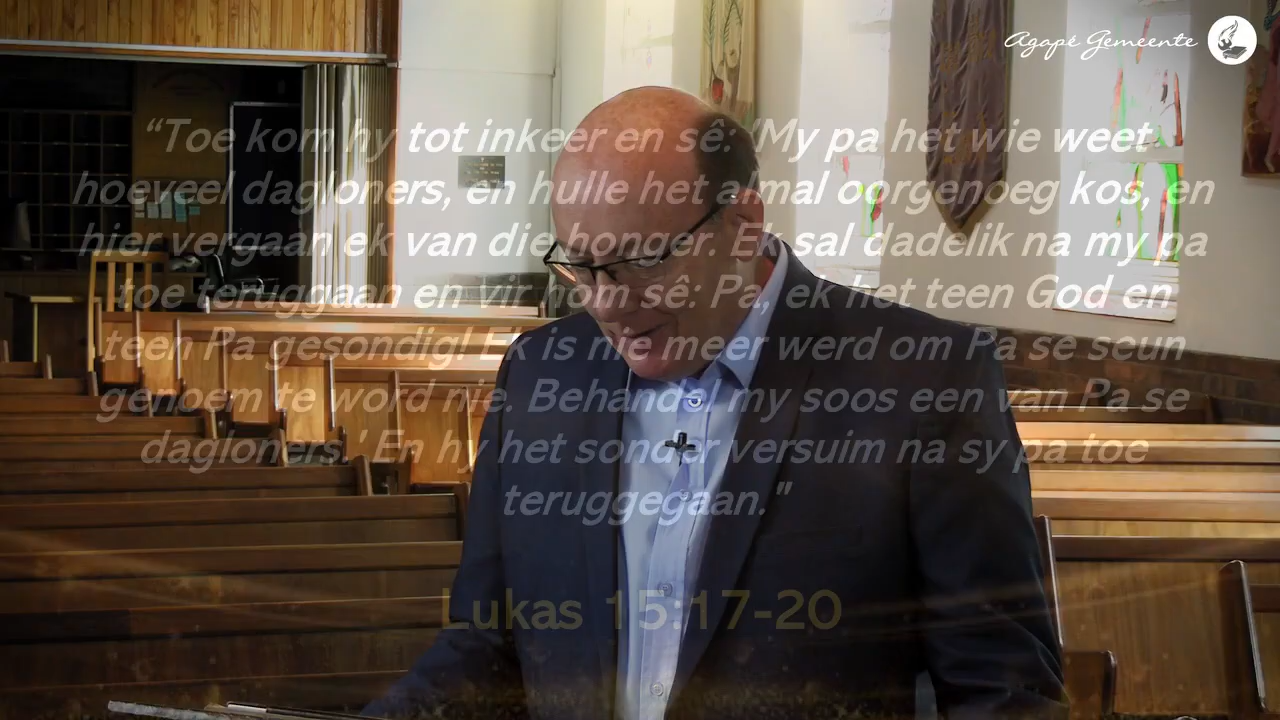 Agapé Gemeente
“Toe kom hy tot inkeer en sê: ‘My pa het wie weet
hoeveel dagloners, en hulle het almal oorgenoeg kos, en
hier vergaan ek van die honger. Ek sal dadelik na my pa
toe teruggaan en vir hom sê: Pa, ek het teen God en
teen Pa gesondig! Ek is nie meer werd om Pa se seun
genoem te word nie. Behandel my soos een van Pa se
dagloners.’ En hy het sonder versuim na sy pa toe
teruggegaan."
Lukas 15:17-20